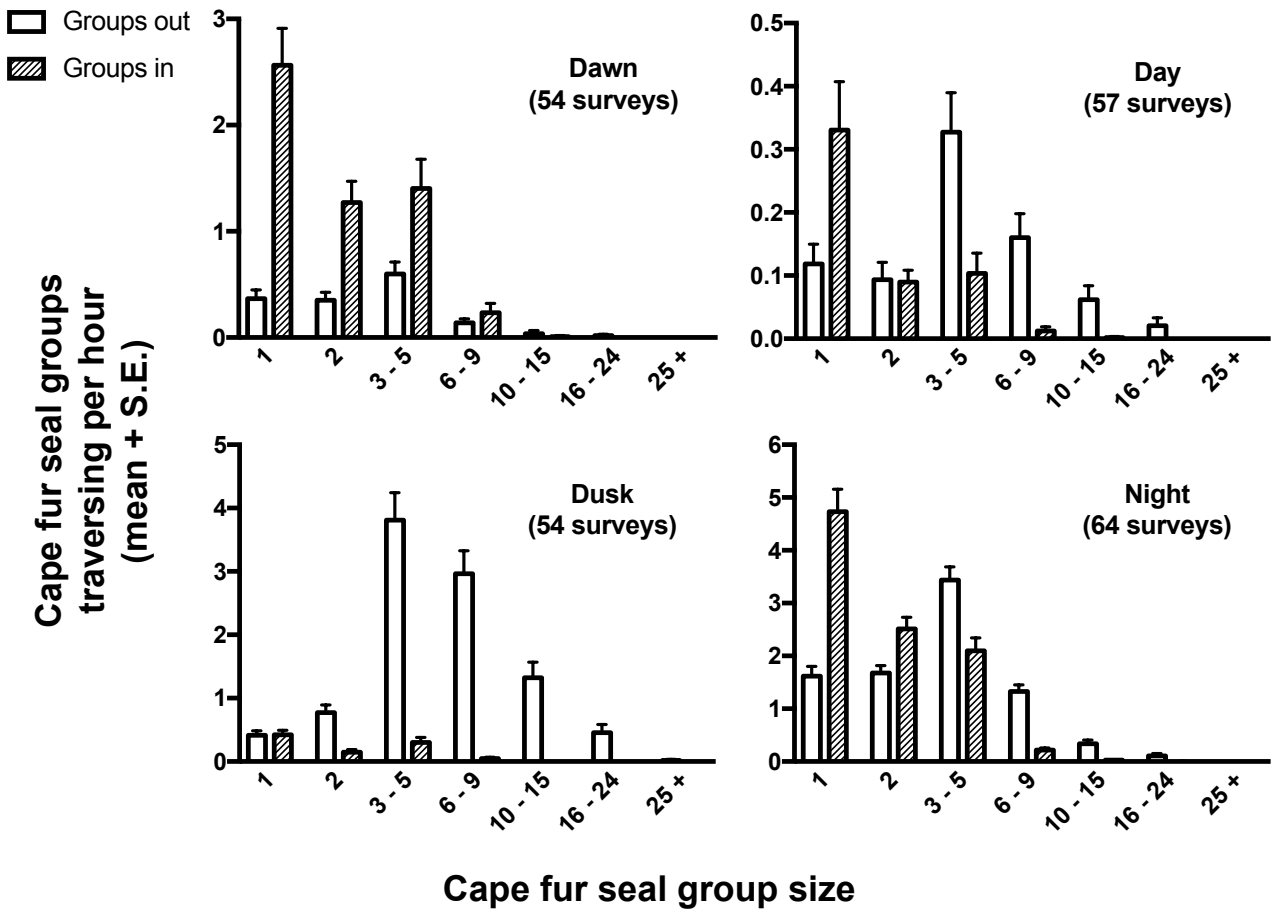 Groups out
Groups in
Cape fur seal groups
traversing per hour
(mean + S.E.)
Dawn
(54 surveys)
3
2
1
0
1
2
3 - 5
6 - 9
10 - 15
16 - 24
25 +
Day
(57 surveys)
0.5
0.4
0.3
0.2
0.1
0.0
1
2
3 - 5
6 - 9
10 - 15
16 - 24
25 +
Dusk
(54 surveys)
5
4
3
2
1
0
1
2
3 - 5
6 - 9
10 - 15
16 - 24
25 +
Night
(64 surveys)
6
5
4
3
2
1
0
1
2
3 - 5
6 - 9
10 - 15
16 - 24
25 +
Cape fur seal group size